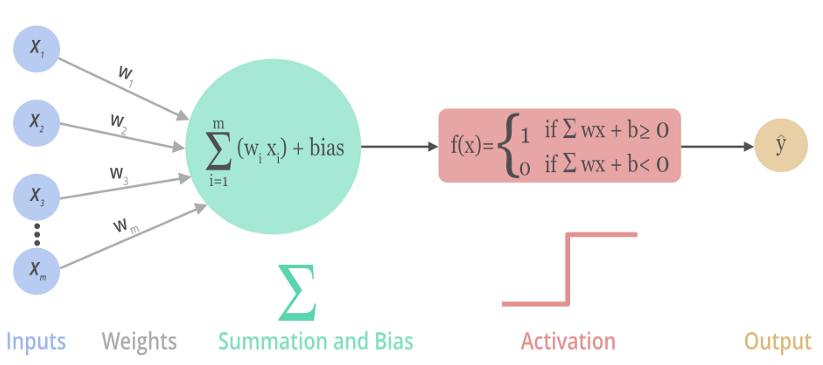 X₁
X₂
X₃
Xₘ
W₁
W₂
W₃
Wₘ
m
∑ (wᵢ xᵢ) + bias
i=1
f(x)={
1 if Σ wx + b ≥ 0
0 if Σ wx + b < 0
ŷ
∑
Inputs Weights Summation and Bias Activation Output